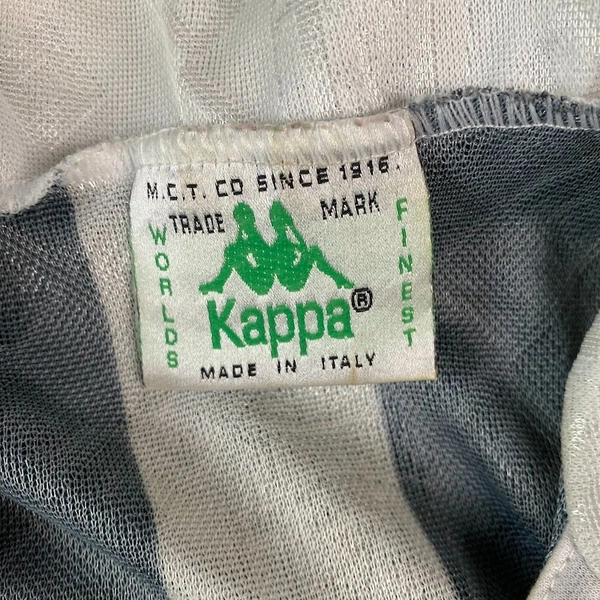 M.C.T. CO SINCE 1916.
TRADE MARK
WORLDS
FINEST
Kappa®
MADE IN ITALY